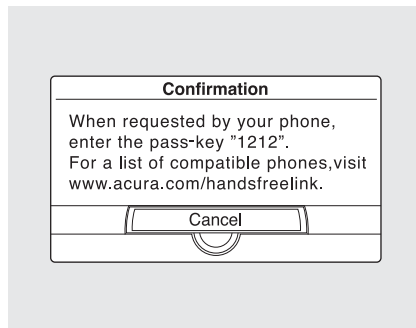 Confirmation
When requested by your phone,
enter the pass-key "1212".
For a list of compatible phones,visit
www.acura.com/handsfreelink.
Cancel